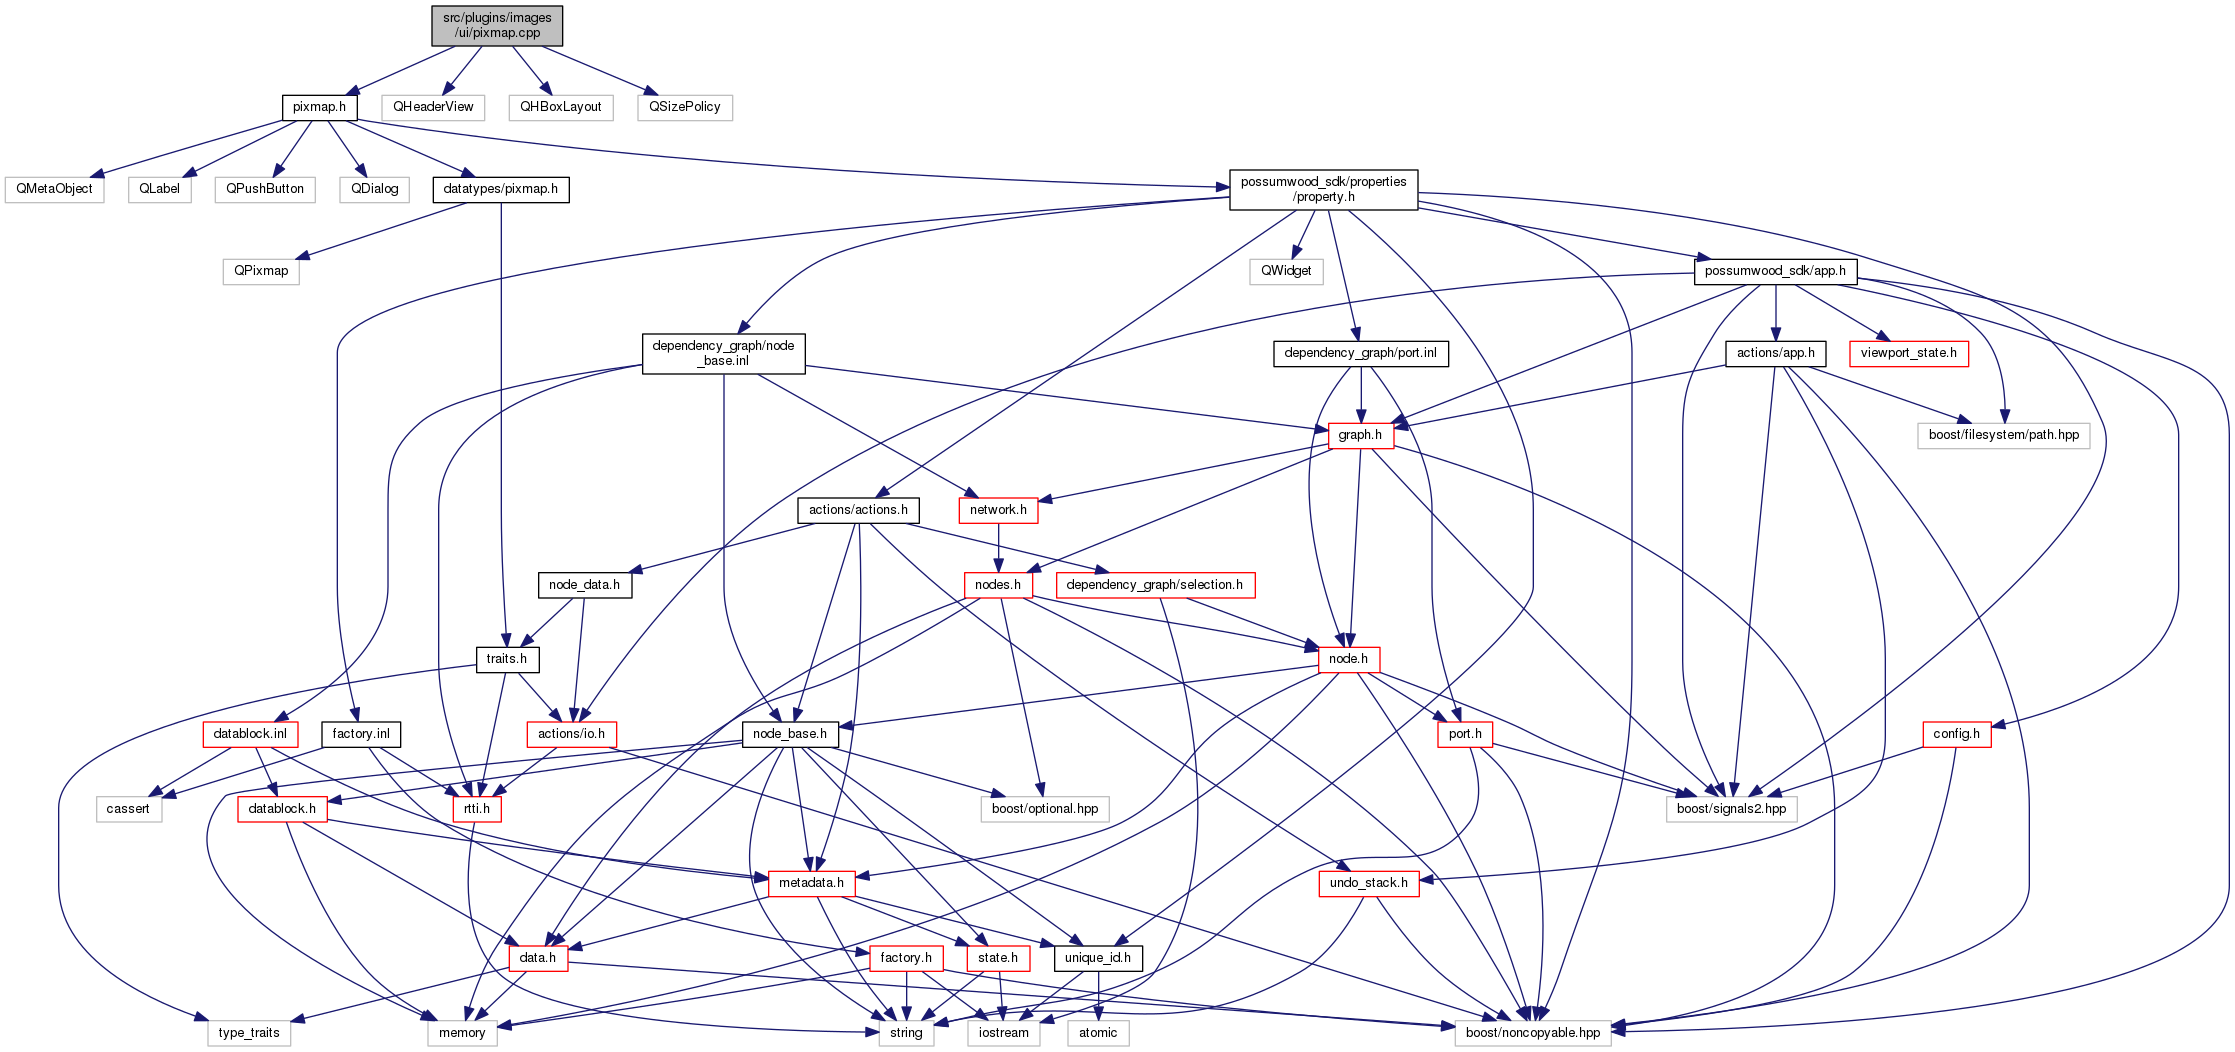 src/plugins/images
/ui/pixmap.cpp
pixmap.h
QHeaderView
QHBoxLayout
QSizePolicy
QMetaObject
QLabel
QPushButton
QDialog
datatypes/pixmap.h
possumwood_sdk/properties
/property.h
QPixmap
QWidget
possumwood_sdk/app.h
dependency_graph/node
_base.inl
dependency_graph/port.inl
actions/app.h
viewport_state.h
graph.h
boost/filesystem/path.hpp
actions/actions.h
network.h
node_data.h
nodes.h
dependency_graph/selection.h
traits.h
node.h
datablock.inl
factory.inl
actions/io.h
node_base.h
port.h
config.h
cassert
datablock.h
rtti.h
boost/optional.hpp
boost/signals2.hpp
metadata.h
undo_stack.h
data.h
factory.h
state.h
unique_id.h
type_traits
memory
string
iostream
atomic
boost/noncopyable.hpp